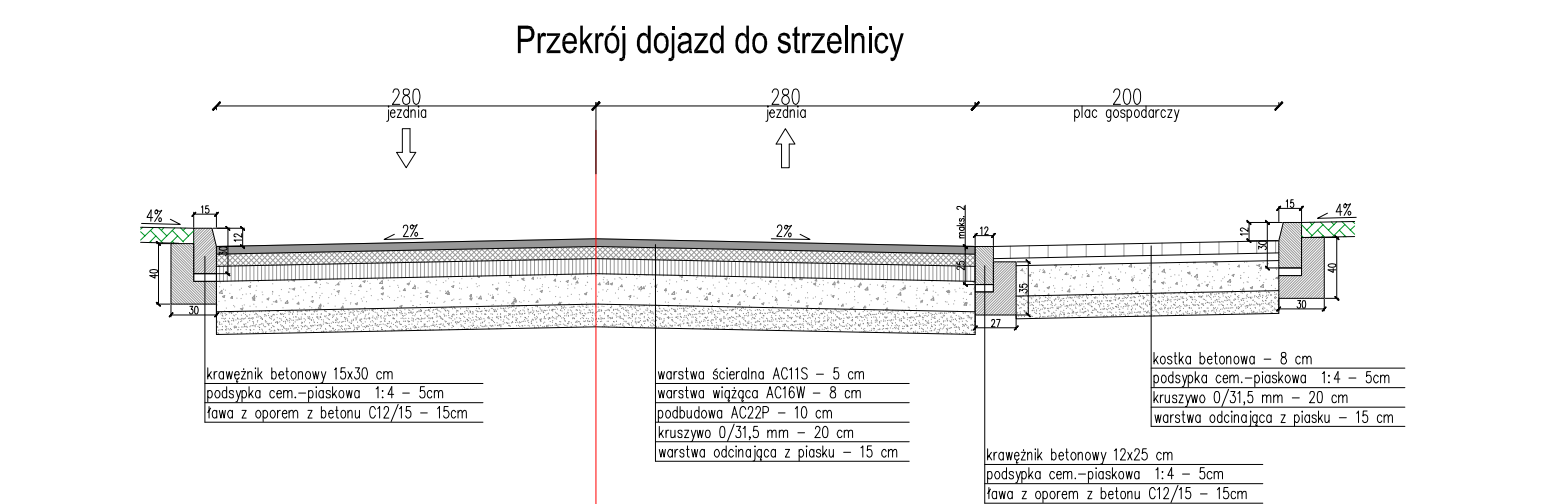 Przekrój dojazd do strzelnicy
280
jezdnia
280
jezdnia
200
plac gospodarczy
4%
15
12
30
40
30
2%
2%
maks. 2
12
25
35
27
15
4%
12
30
40
30
krawężnik betonowy 15x30 cm
podsypka cem.-piaskowa 1:4 – 5cm
ława z oporem z betonu C12/15 – 15cm
warstwa ścieralna AC11S – 5 cm
warstwa wiążąca AC16W – 8 cm
podbudowa AC22P – 10 cm
kruszywo 0/31,5 mm – 20 cm
warstwa odcinająca z piasku – 15 cm
kostka betonowa – 8 cm
podsypka cem.-piaskowa 1:4 – 5cm
kruszywo 0/31,5 mm – 20 cm
warstwa odcinająca z piasku – 15 cm
krawężnik betonowy 12x25 cm
podsypka cem.-piaskowa 1:4 – 5cm
ława z oporem z betonu C12/15 – 15cm